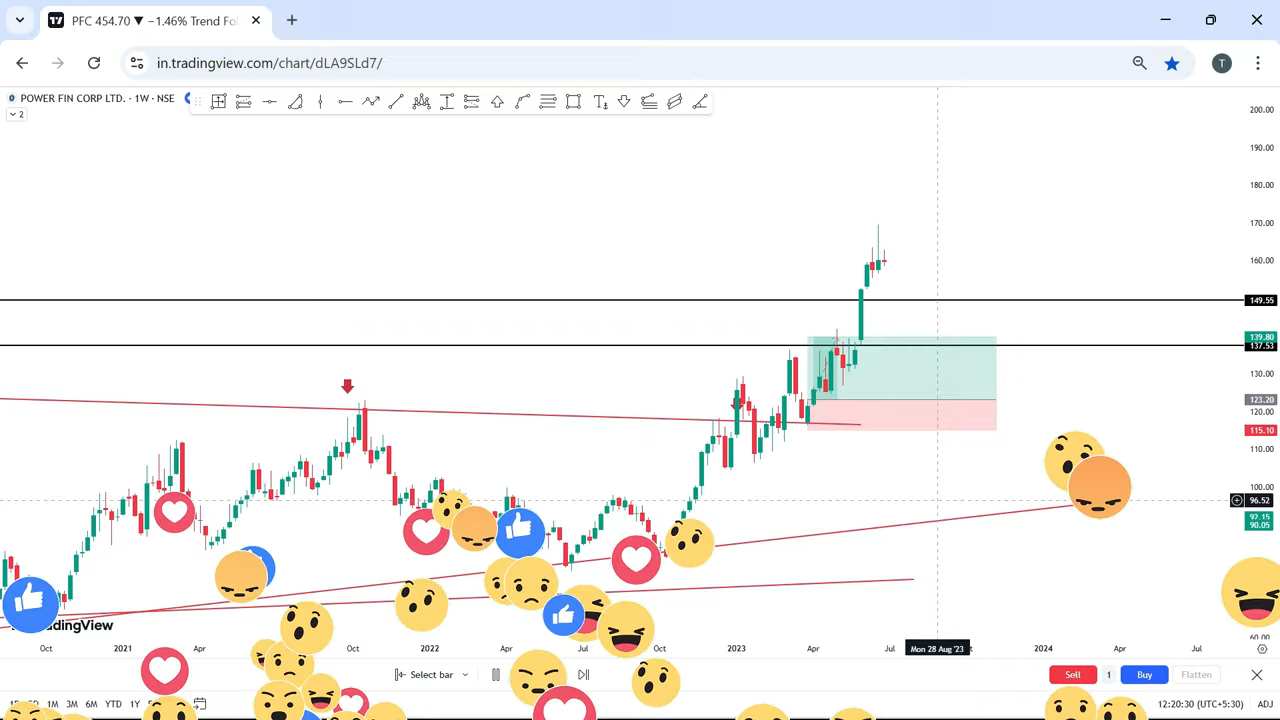 PFC 454.70 ▼ −1.46% Trend Fo
in.tradingview.com/chart/dLA9SLd7/
T
POWER FIN CORP LTD. · 1W · NSE
2
200.00
190.00
180.00
170.00
160.00
149.55
139.80
137.53
130.00
123.20
120.00
115.10
110.00
100.00
96.52
92.15
90.05
60.00
TradingView
Oct 2021 Apr Oct 2022 Apr Jul Oct 2023 Apr Jul Mon 28 Aug '23 2024 Apr Jul
Select bar
Sell 1 Buy Flatten
1M 3M 6M YTD 1Y
12:20:30 (UTC+5:30) ADJ